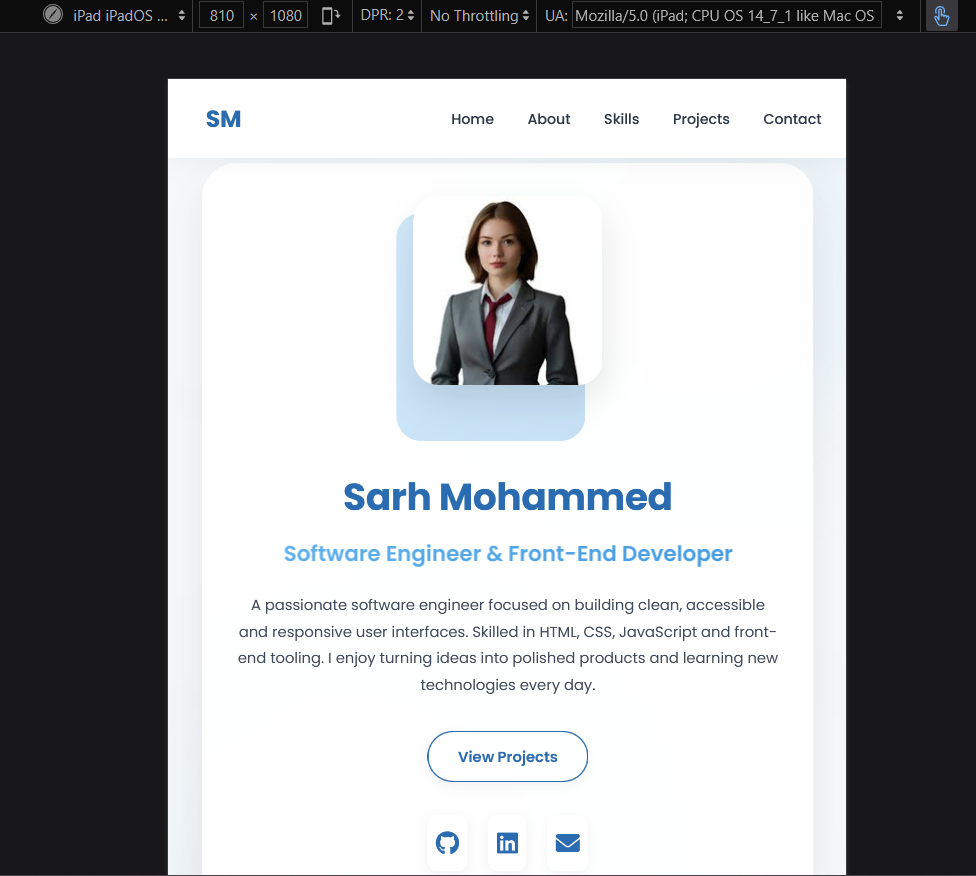 iPad iPadOS ... 810 × 1080 DPR: 2 No Throttling UA: Mozilla/5.0 (iPad; CPU OS 14_7_1 like Mac OS
SM Home About Skills Projects Contact
Sarh Mohammed
Software Engineer & Front-End Developer
A passionate software engineer focused on building clean, accessible
and responsive user interfaces. Skilled in HTML, CSS, JavaScript and front-
end tooling. I enjoy turning ideas into polished products and learning new
technologies every day.
View Projects
in